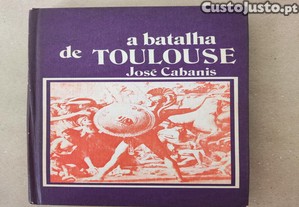 CustoJusto.pt
a batalha
de TOULOUSE
José Cabanis